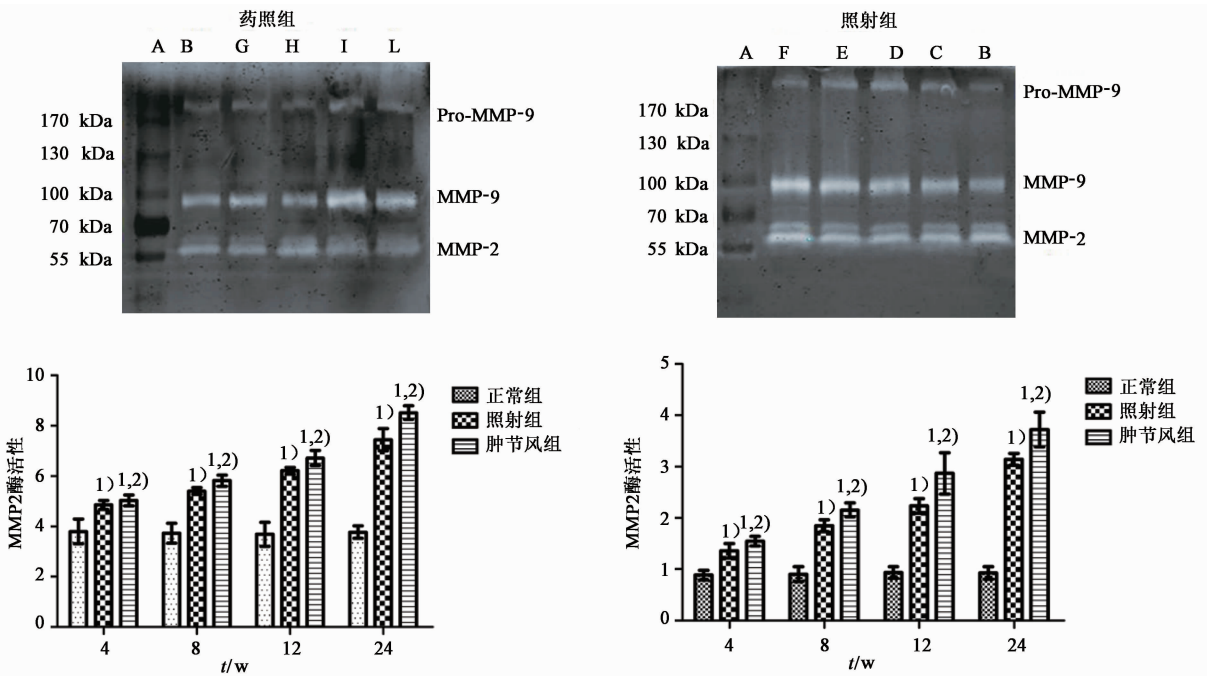 药照组
A B G H I L
170 kDa
130 kDa
100 kDa
70 kDa
55 kDa
Pro-MMP-9
MMP-9
MMP-2
照射组
A F E D C B
170 kDa
130 kDa
100 kDa
70 kDa
55 kDa
Pro-MMP-9
MMP-9
MMP-2
MMP2酶活性
10
8
6
4
2
0
1) 1,2)
1) 1,2)
1) 1,2)
1) 1,2)
4 8 12 24
t/w
正常组
照射组
肿节风组
MMP2酶活性
5
4
3
2
1
0
1) 1,2)
1) 1,2)
1) 1,2)
1) 1,2)
4 8 12 24
t/w
正常组
照射组
肿节风组